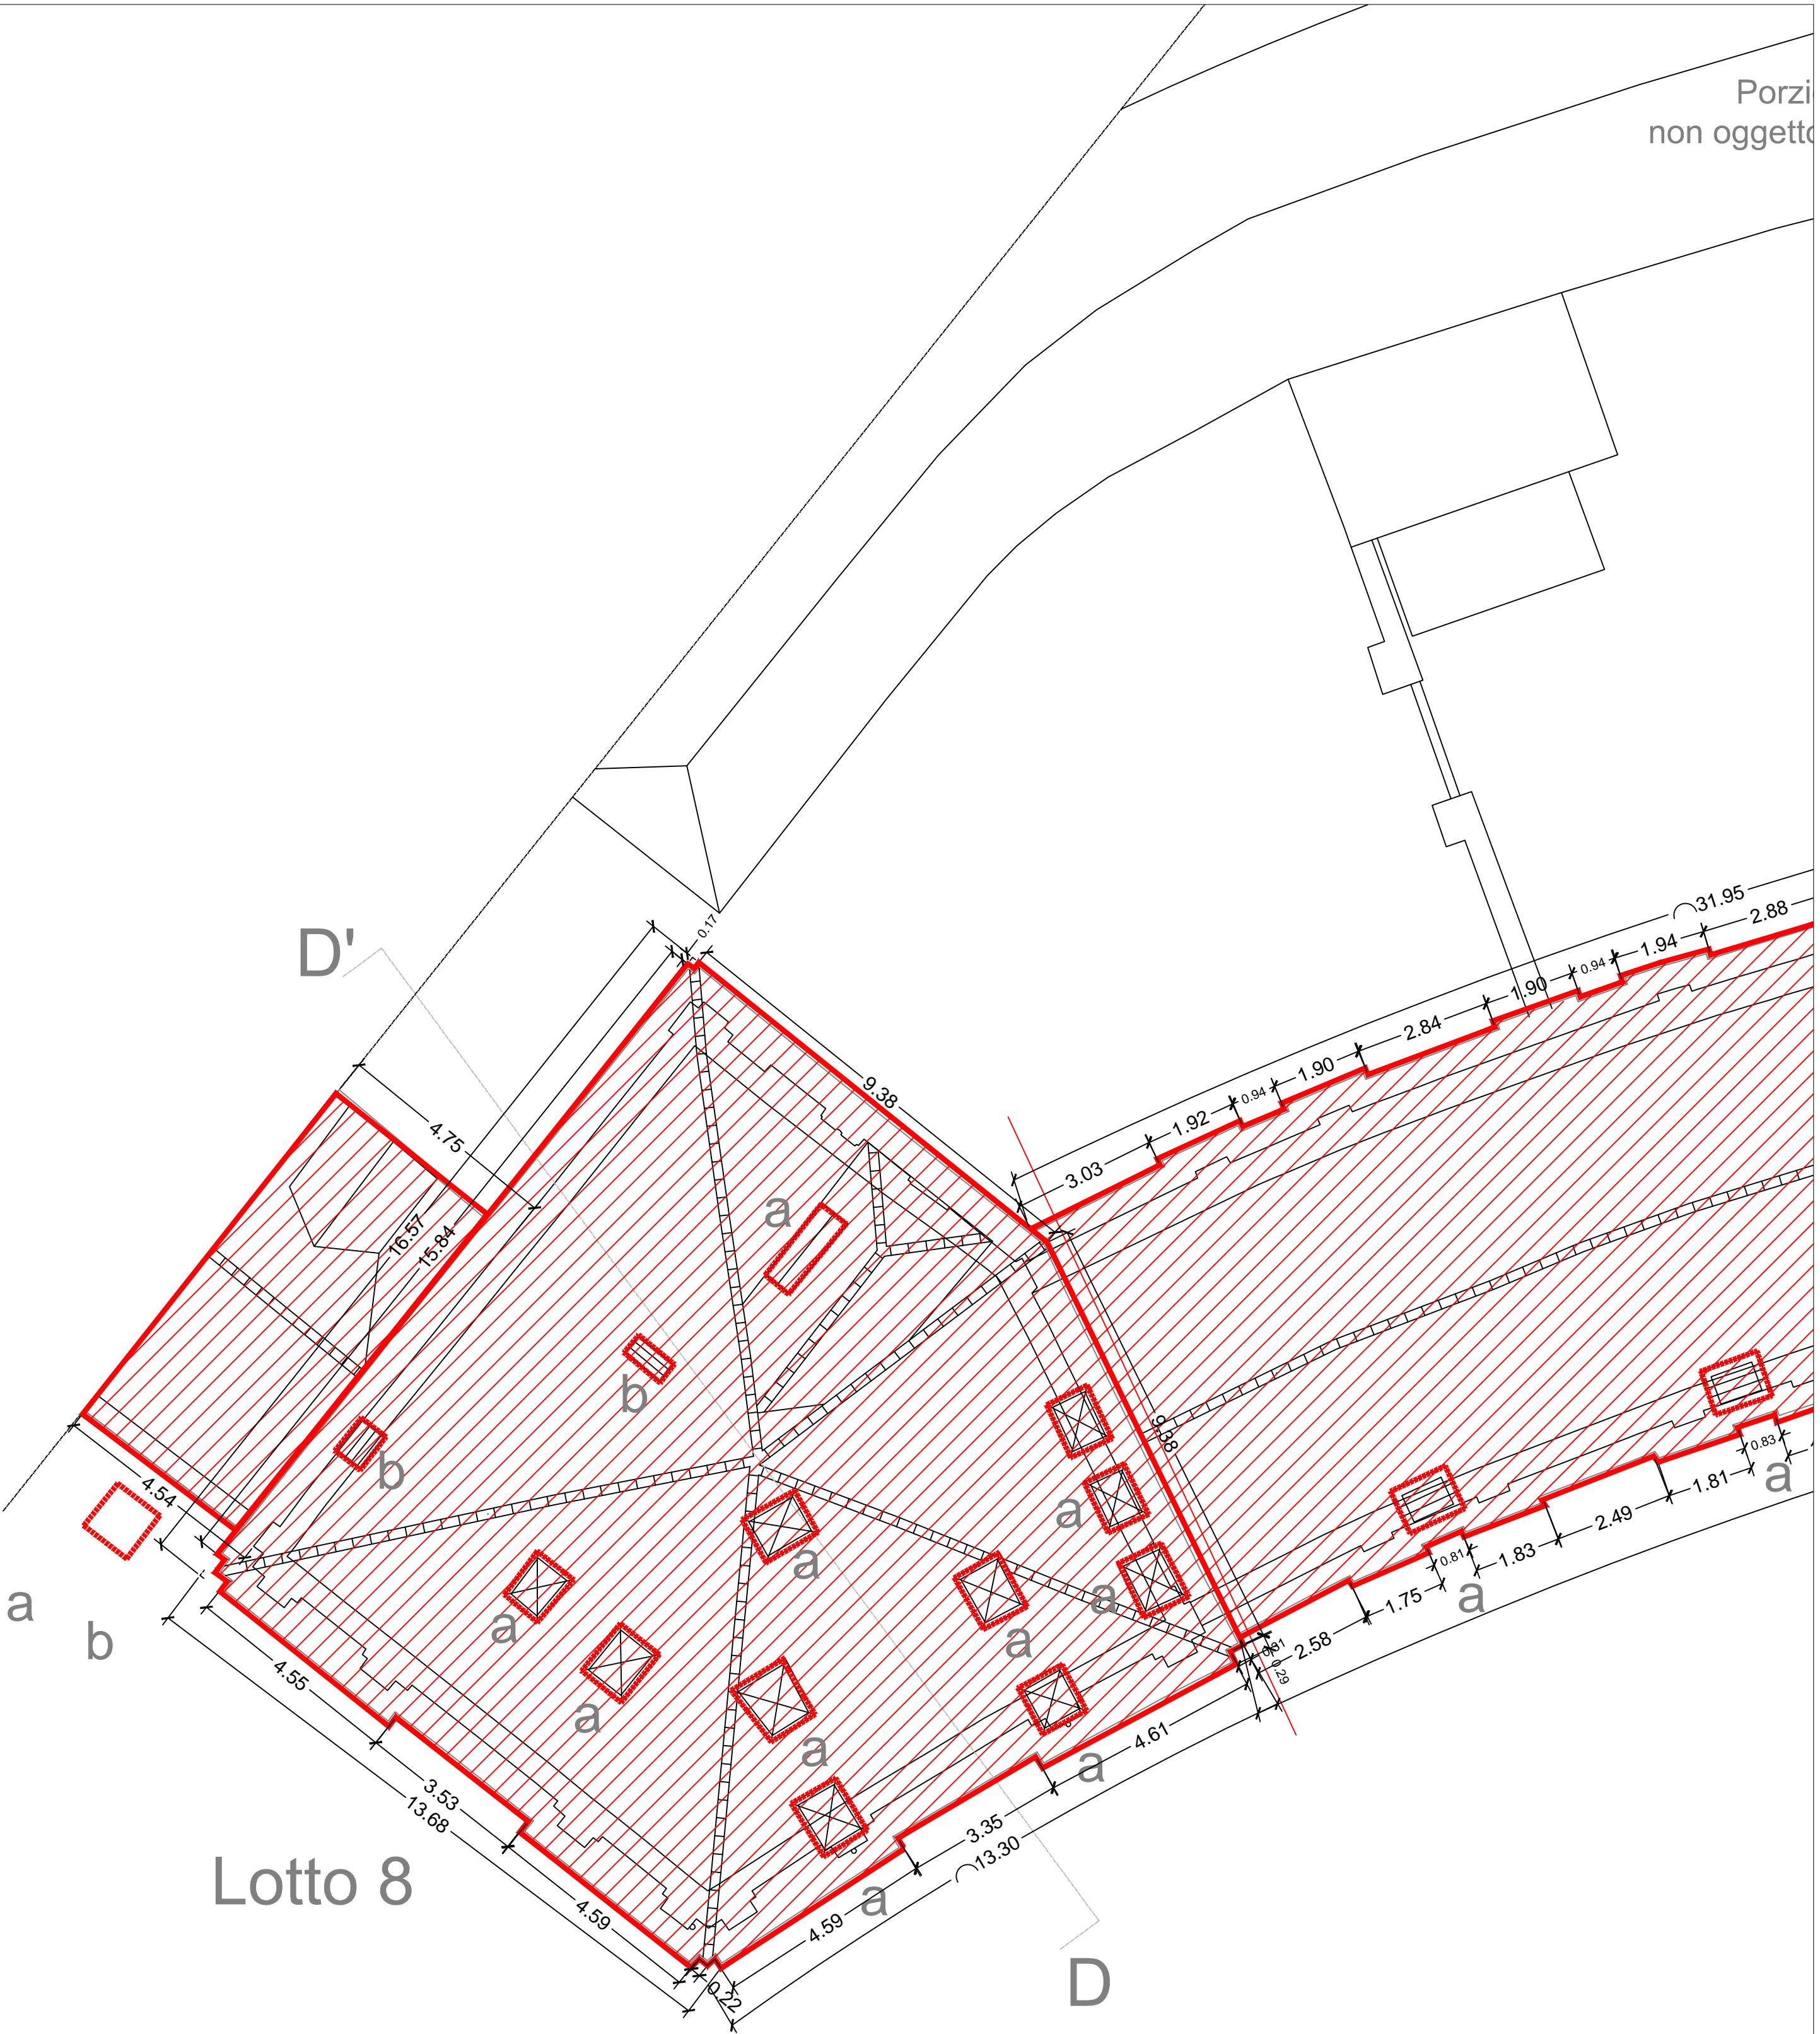 Porzi
non oggetto
31.95
2.88
1.94
0.94
1.90
2.84
1.90
0.94
1.92
3.03
D'
0.17
9.38
4.75
16.57
15.84
a
b
b
9.38
4.54
a
b
a
a
a
a
a
a
a
a
a
a
a
a
0.83
1.81
2.49
1.83
0.81
1.75
2.58
0.29
4.61
3.35
13.30
4.59
4.55
3.53
13.68
4.59
0.22
Lotto 8
D